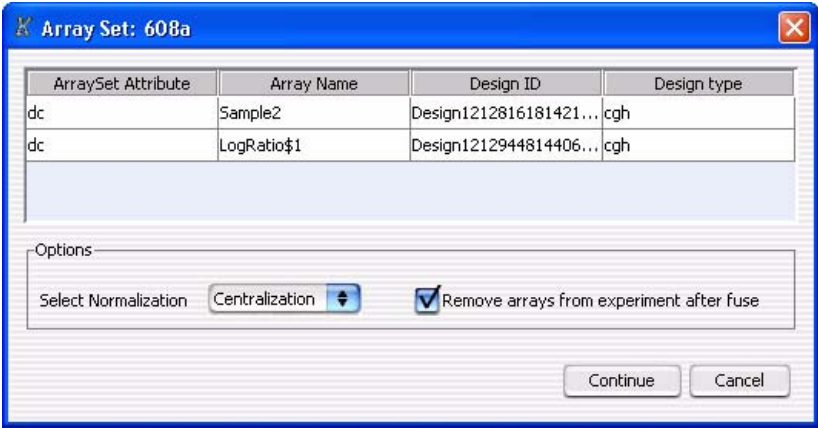 Array Set: 608a
ArraySet Attribute Array Name Design ID Design type
dc Sample2 Design1212816181421... cgh
dc LogRatio$1 Design1212944814406... cgh
Options
Select Normalization Centralization Remove arrays from experiment after fuse
Continue Cancel